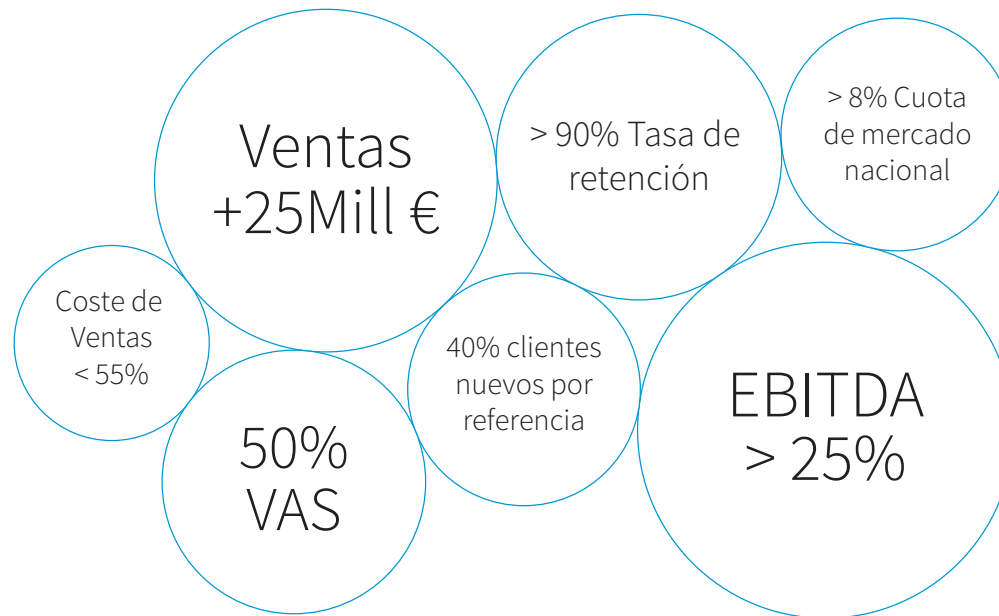 Ventas
+25Mill €
> 90% Tasa de
retención
> 8% Cuota
de mercado
nacional
Coste de
Ventas
< 55%
50%
VAS
40% clientes
nuevos por
referencia
EBITDA
> 25%